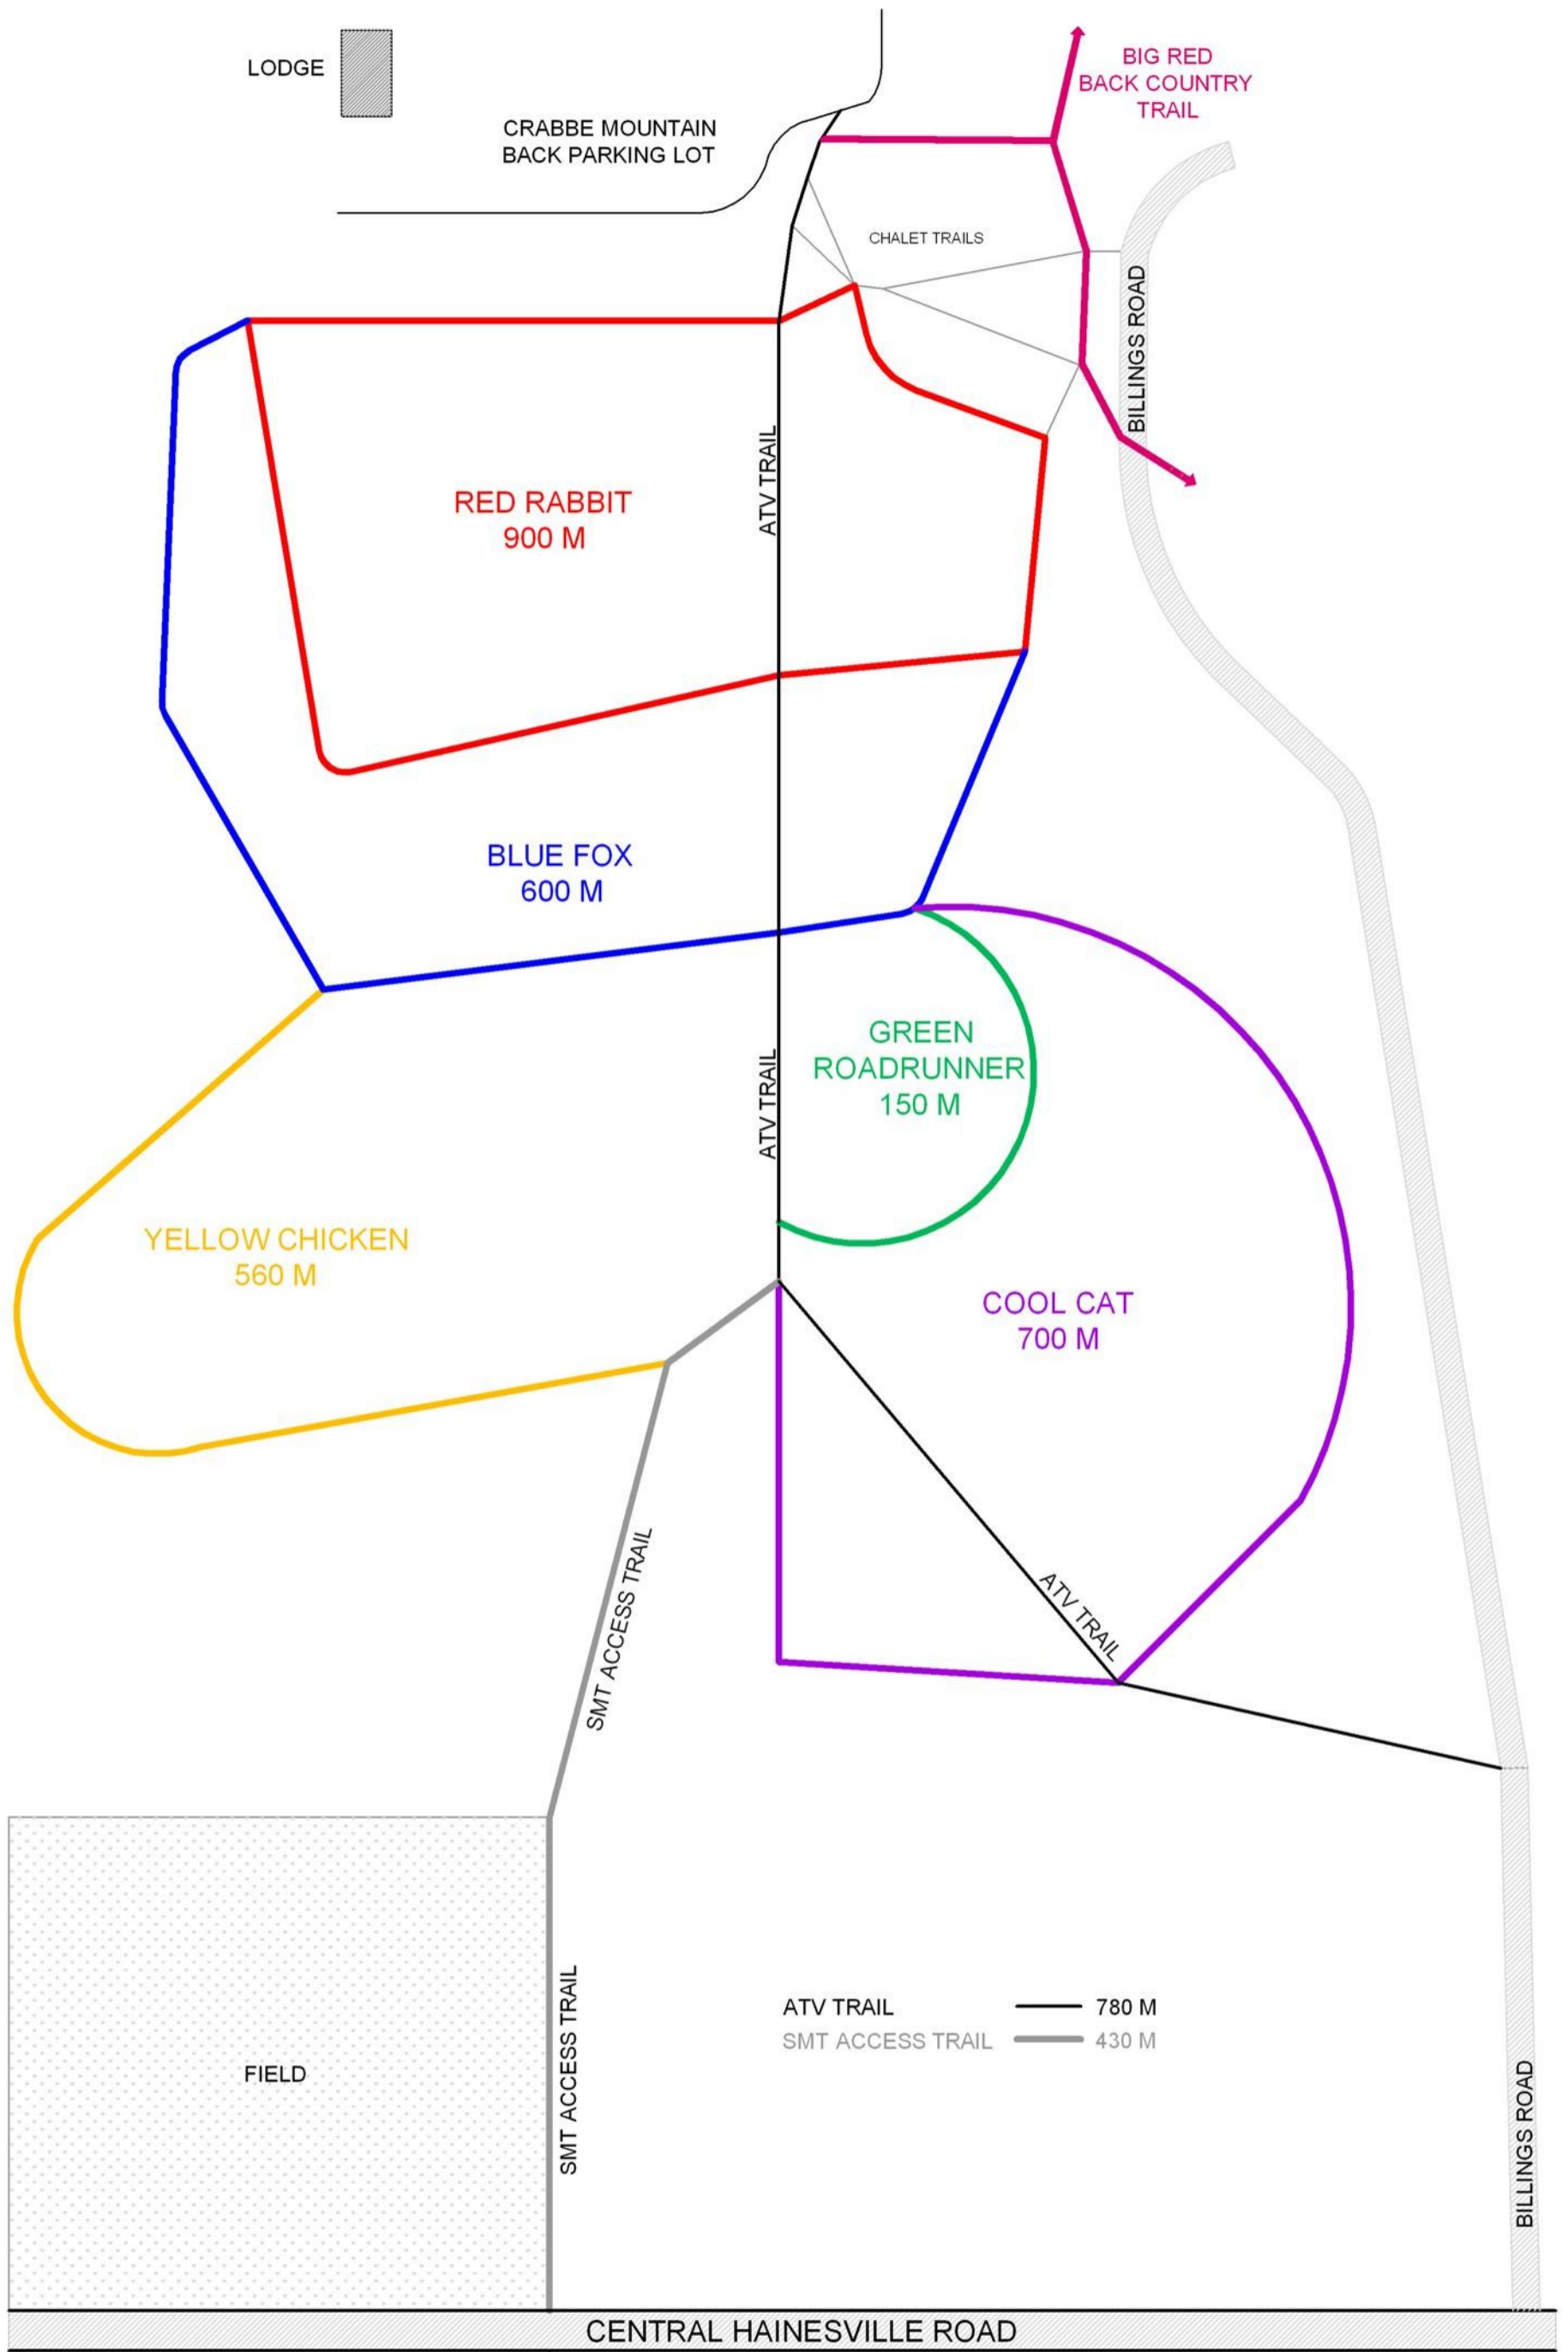 LODGE
BIG RED
BACK COUNTRY
TRAIL
CRABBE MOUNTAIN
BACK PARKING LOT
CHALET TRAILS
BILLINGS ROAD
ATV TRAIL
RED RABBIT
900 M
BLUE FOX
600 M
GREEN
ROADRUNNER
150 M
ATV TRAIL
YELLOW CHICKEN
560 M
COOL CAT
700 M
ATV TRAIL
SMT ACCESS TRAIL
SMT ACCESS TRAIL
ATV TRAIL 780 M
SMT ACCESS TRAIL 430 M
FIELD
BILLINGS ROAD
CENTRAL HAINESVILLE ROAD